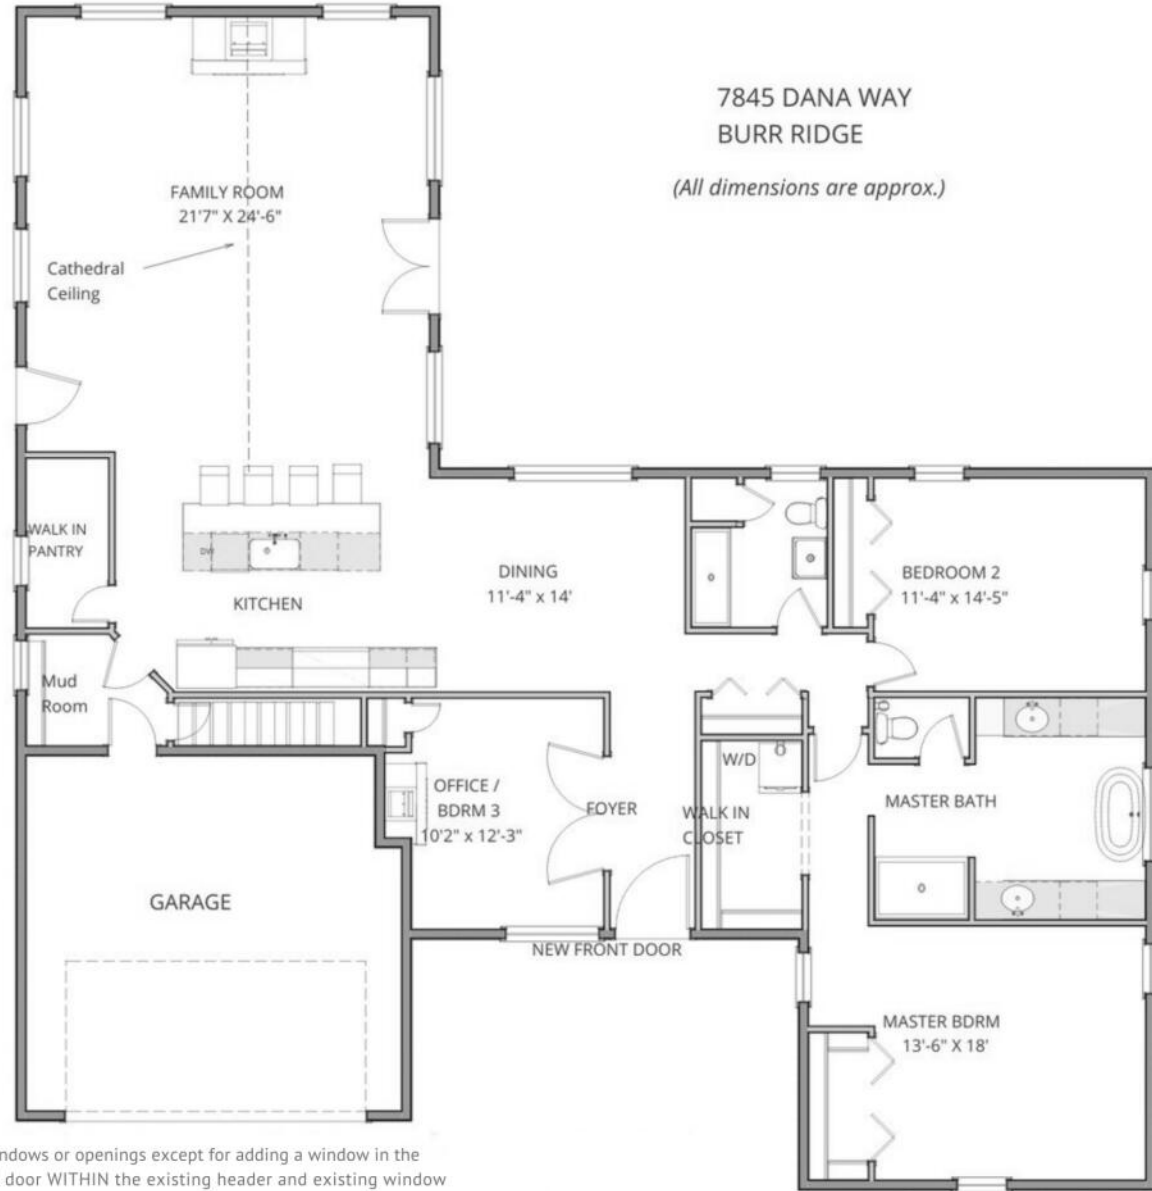 7845 DANA WAY
BURR RIDGE
(All dimensions are approx.)
FAMILY ROOM
21'7" X 24'-6"
Cathedral
Ceiling
WALK IN
PANTRY
DW
KITCHEN
DINING
11'-4" x 14'
BEDROOM 2
11'-4" x 14'-5"
Mud
Room
W/D
OFFICE /
BDRM 3
10'2" x 12'-3"
FOYER
WALK IN
CLOSET
MASTER BATH
GARAGE
NEW FRONT DOOR
MASTER BDRM
13'-6" X 18'
ndows or openings except for adding a window in the
door WITHIN the existing header and existing window